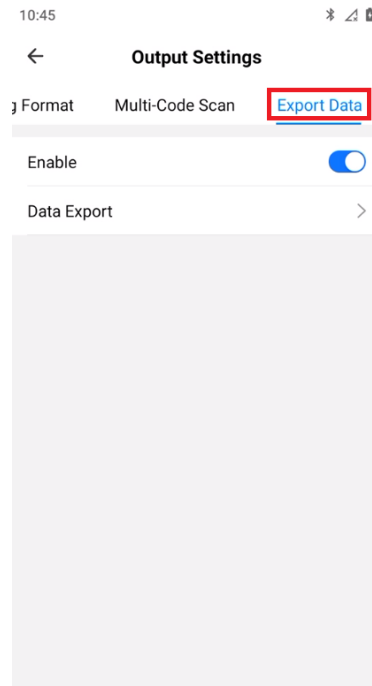 10:45
Output Settings
g Format Multi-Code Scan Export Data
Enable
Data Export